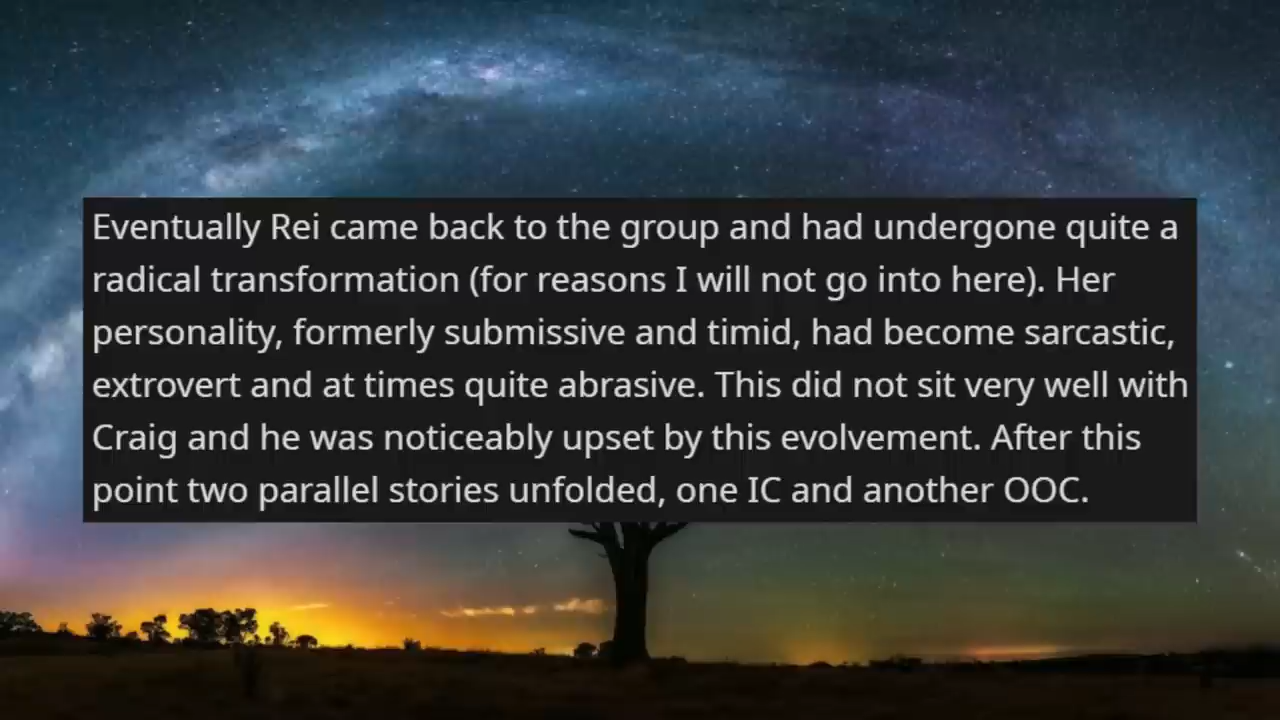 Eventually Rei came back to the group and had undergone quite a
radical transformation (for reasons I will not go into here). Her
personality, formerly submissive and timid, had become sarcastic,
extrovert and at times quite abrasive. This did not sit very well with
Craig and he was noticeably upset by this evolvement. After this
point two parallel stories unfolded, one IC and another OOC.